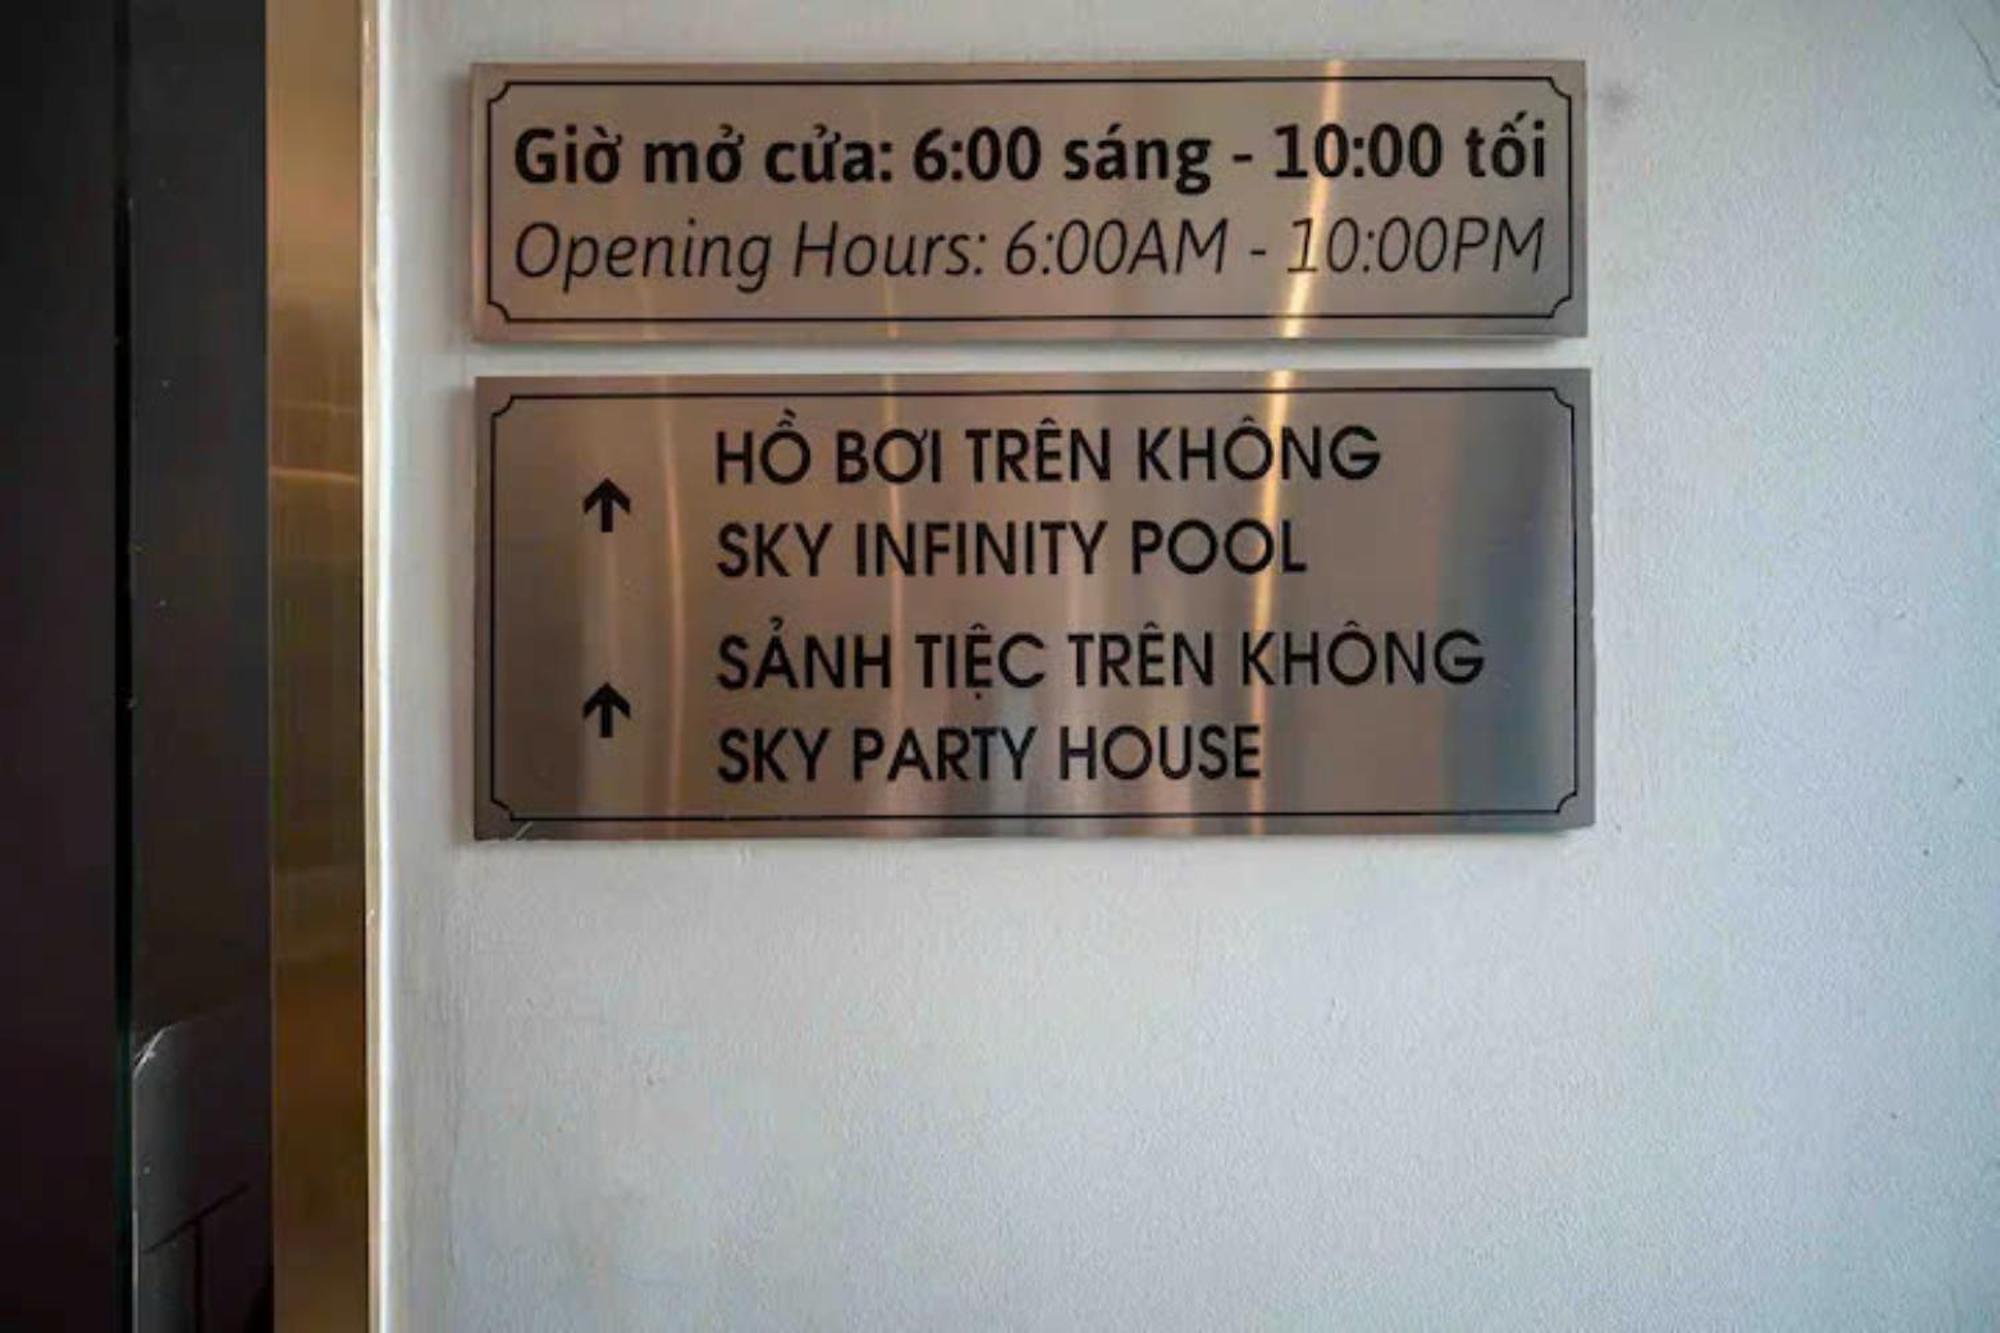 Giờ mở cửa: 6:00 sáng - 10:00 tối
Opening Hours: 6:00AM - 10:00PM
HỒ BƠI TRÊN KHÔNG
SKY INFINITY POOL
SẢNH TIỆC TRÊN KHÔNG
SKY PARTY HOUSE